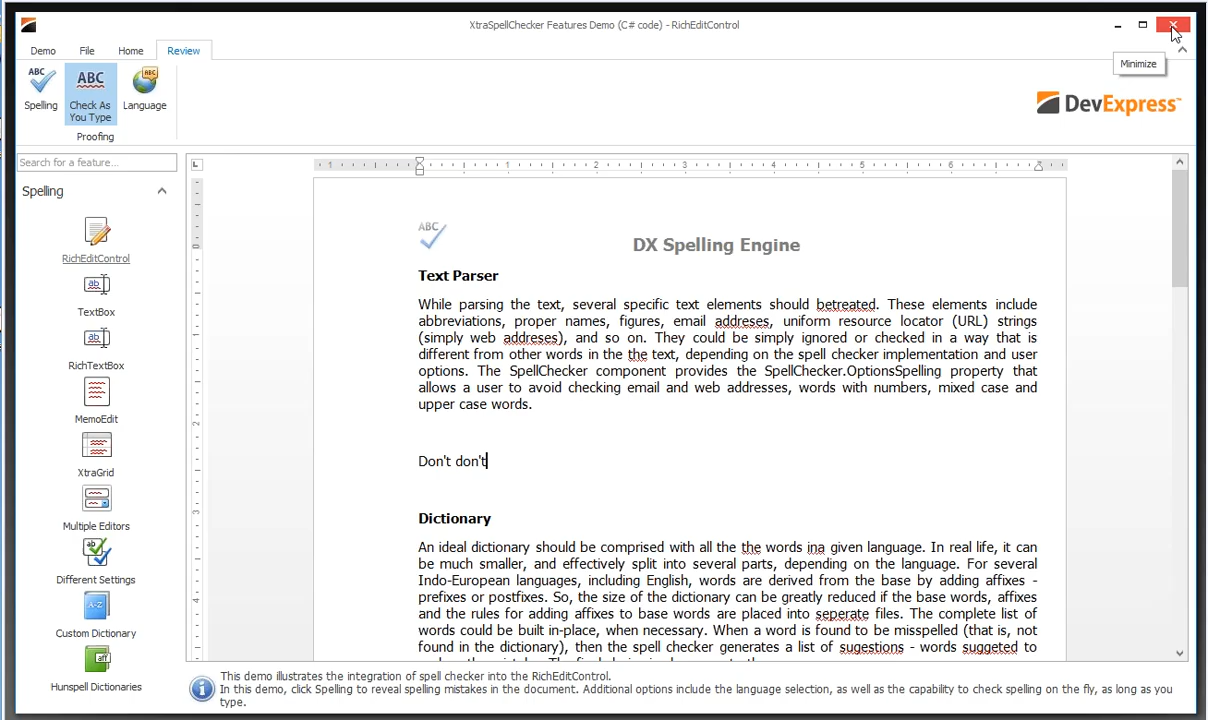 XtraSpellChecker Features Demo (C# code) - RichEditControl
Demo File Home Review
Minimize
ABC
ABC
ABC
Spelling
Check As You Type
Language
Proofing
DevExpress™
Search for a feature...
Spelling
RichEditControl
TextBox
RichTextBox
MemoEdit
XtraGrid
Multiple Editors
Different Settings
Custom Dictionary
Hunspell Dictionaries
1 1 2 3 4 5 6 7
ABC
DX Spelling Engine
Text Parser
While parsing the text, several specific text elements should betreated. These elements include
abbreviations, proper names, figures, email addreses, uniform resource locator (URL) strings
(simply web addreses), and so on. They could be simply ignored or checked in a way that is
different from other words in the the text, depending on the spell checker implementation and user
options. The SpellChecker component provides the SpellChecker.OptionsSpelling property that
allows a user to avoid checking email and web addresses, words with numbers, mixed case and
upper case words.
Don't don't
Dictionary
An ideal dictionary should be comprised with all the the words ina given language. In real life, it can
be much smaller, and effectively split into several parts, depending on the language. For several
Indo-European languages, including English, words are derived from the base by adding affixes -
prefixes or postfixes. So, the size of the dictionary can be greatly reduced if the base words, affixes
and the rules for adding affixes to base words are placed into seperate files. The complete list of
words could be built in-place, when necessary. When a word is found to be misspelled (that is, not
found in the dictionary), then the spell checker generates a list of sugestions - words suggeted to
This demo illustrates the integration of spell checker into the RichEditControl.
In this demo, click Spelling to reveal spelling mistakes in the document. Additional options include the language selection, as well as the capability to check spelling on the fly, as long as you
type.